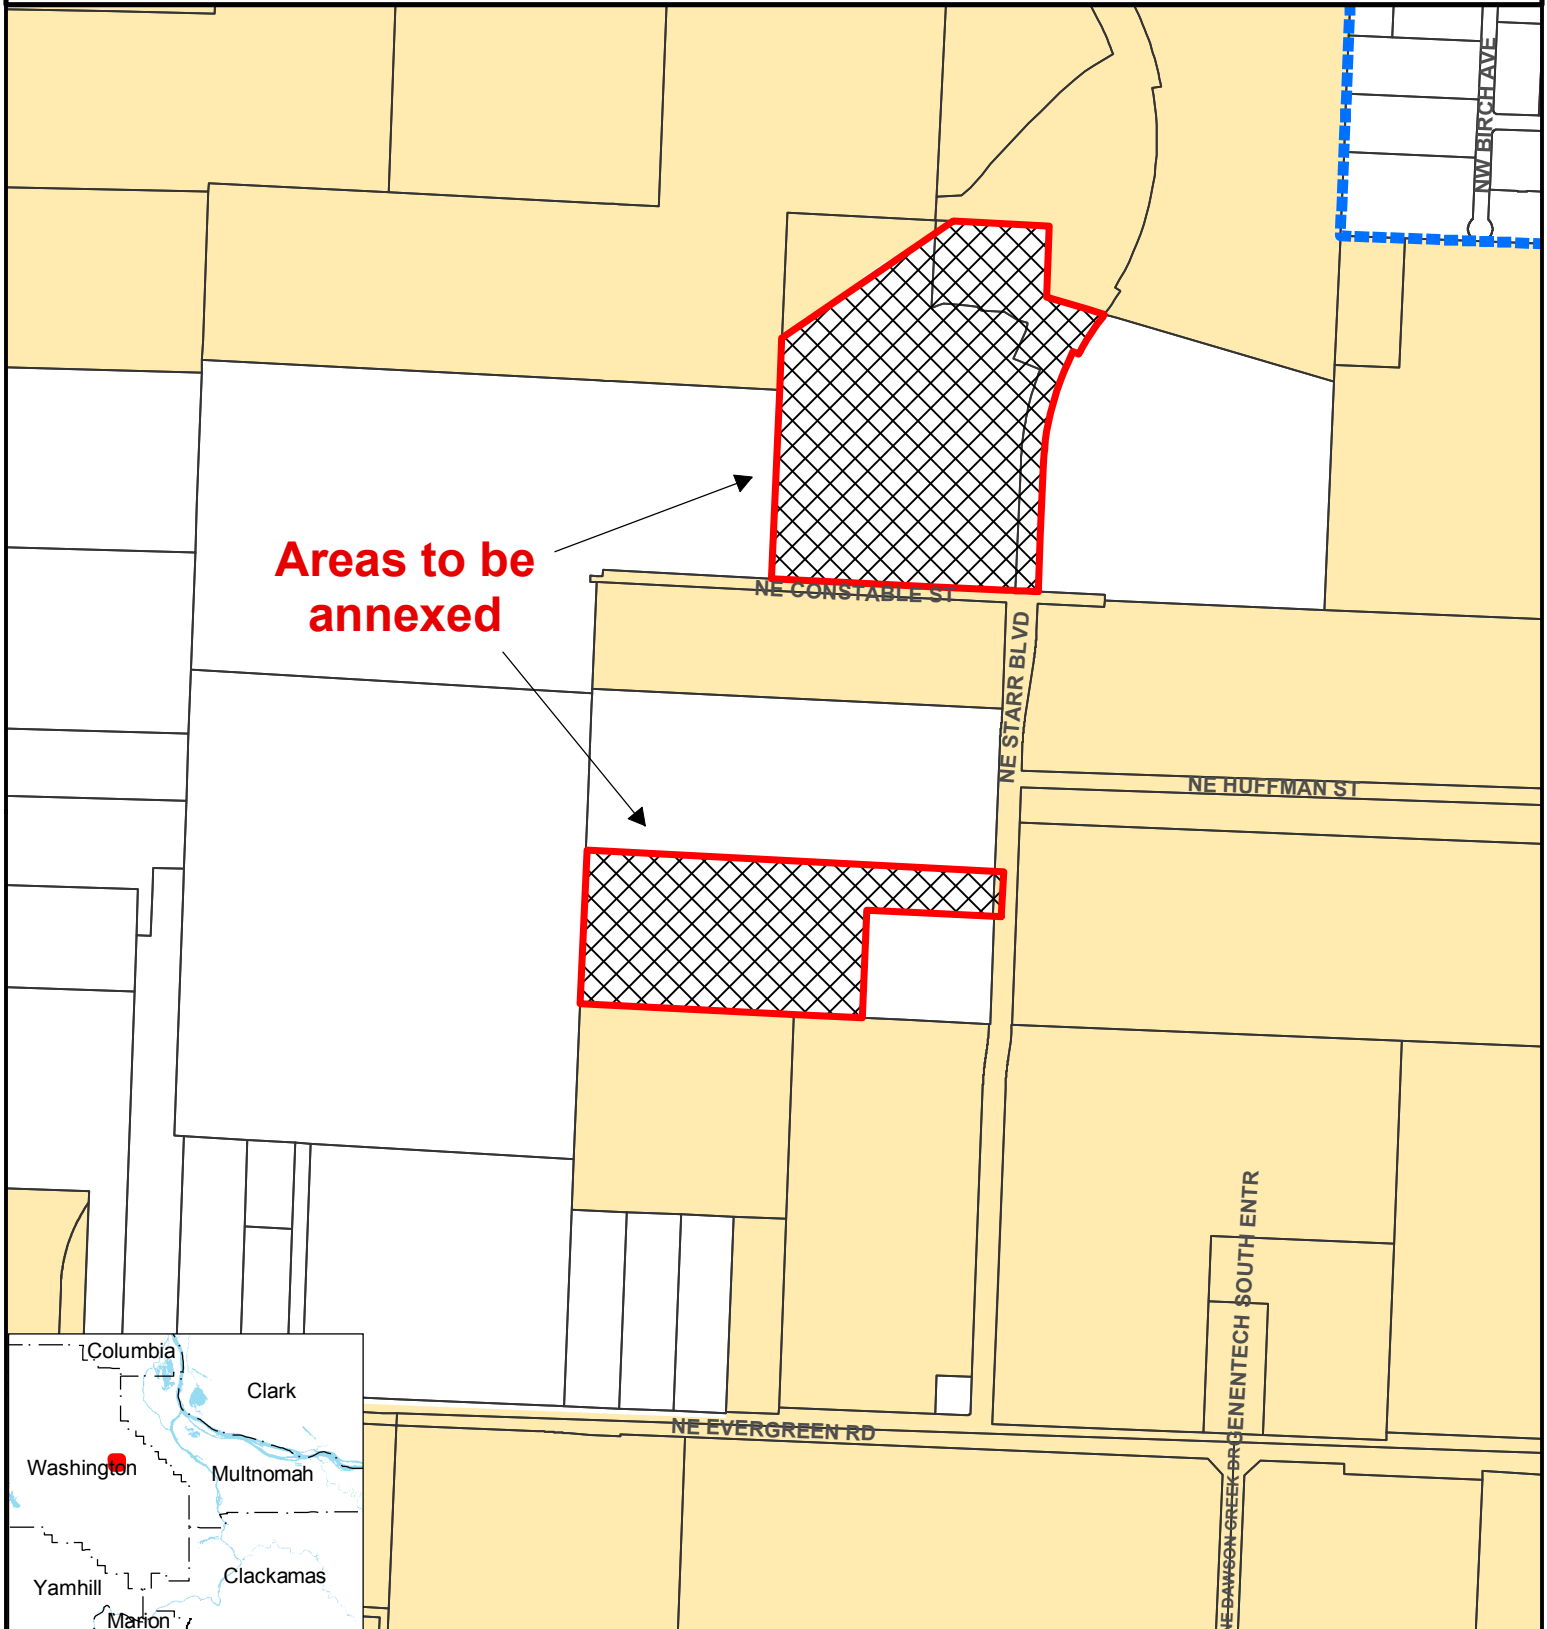 NW BIRCH AVE
Areas to be
annexed
NE CONSTABLE ST
NE STARR BLVD
NE HUFFMAN ST
GENENTECH SOUTH ENTR
NE EVERGREEN RD
NE DAWSON CREEK DR
Columbia
Clark
Washington
Multnomah
Yamhill
Clackamas
Marion